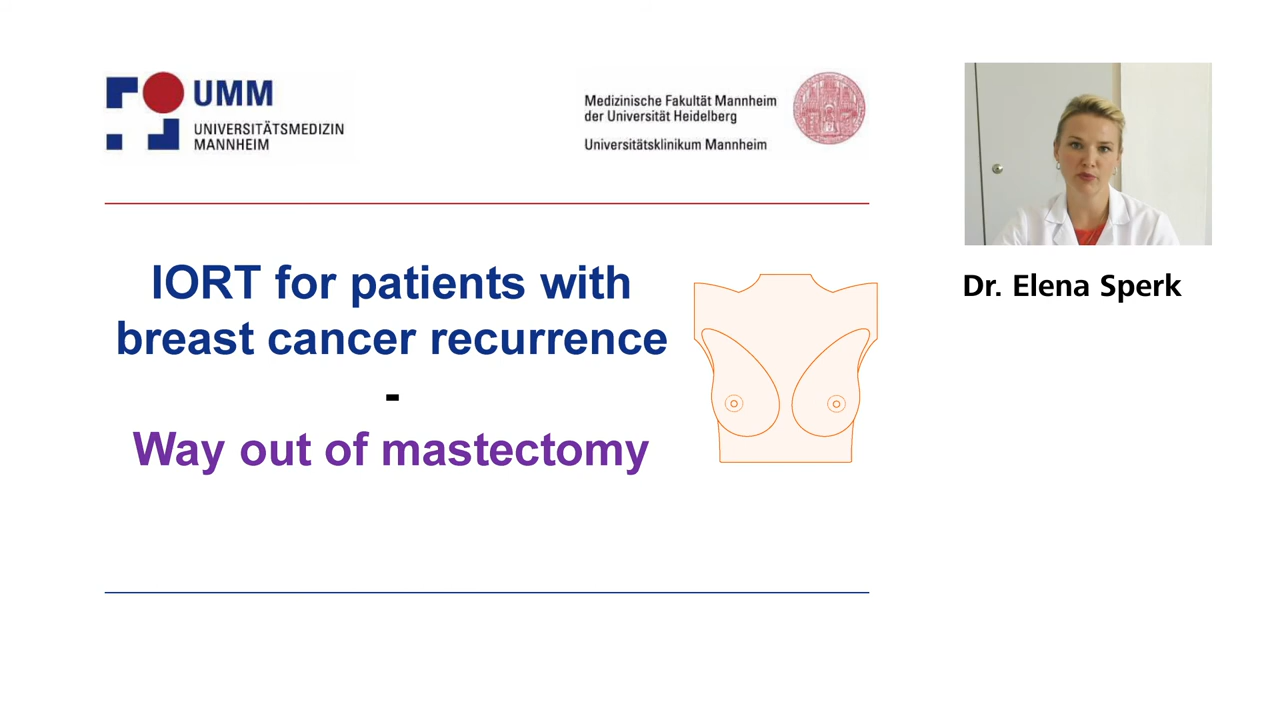 UMM
UNIVERSITÄTSMEDIZIN
MANNHEIM
Medizinische Fakultät Mannheim
der Universität Heidelberg
Universitätsklinikum Mannheim
IORT for patients with
breast cancer recurrence
-
Way out of mastectomy
Dr. Elena Sperk